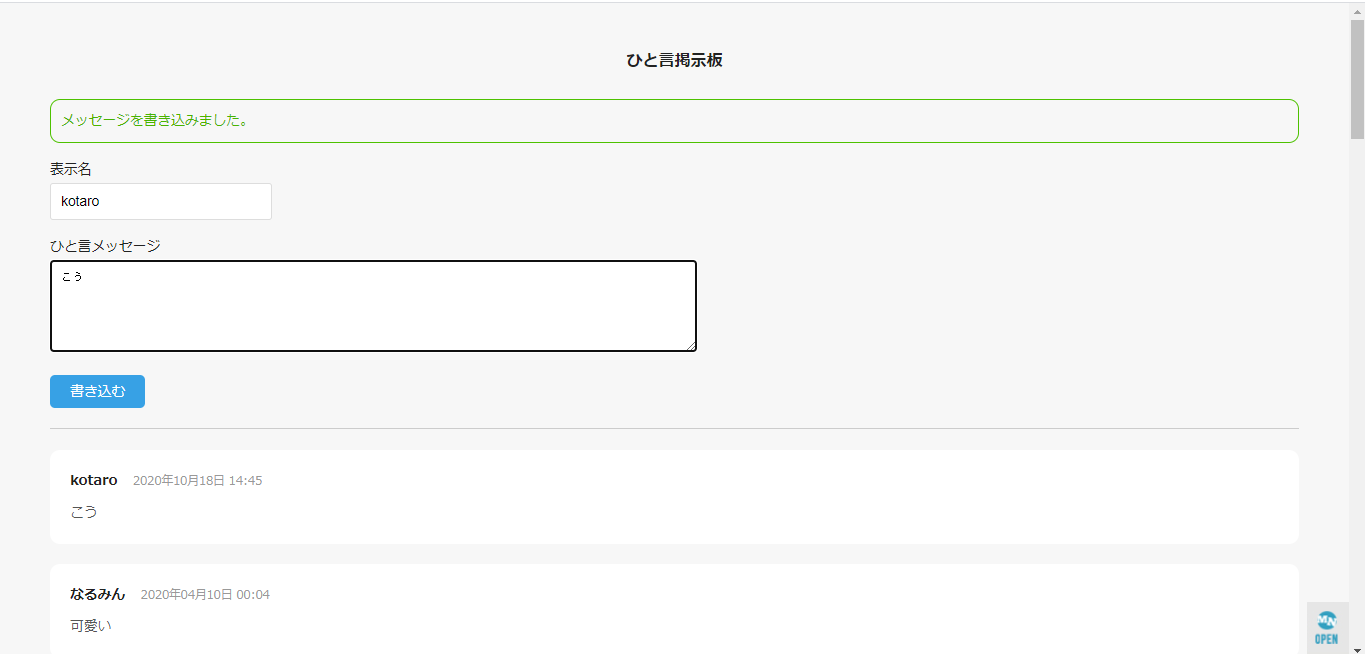 ひと言掲示板
メッセージを書き込みました。
表示名
kotaro
ひと言メッセージ
こう
書き込む
kotaro 2020年10月18日 14:45
こう
なるみん 2020年04月10日 00:04
可愛い
MN
OPEN